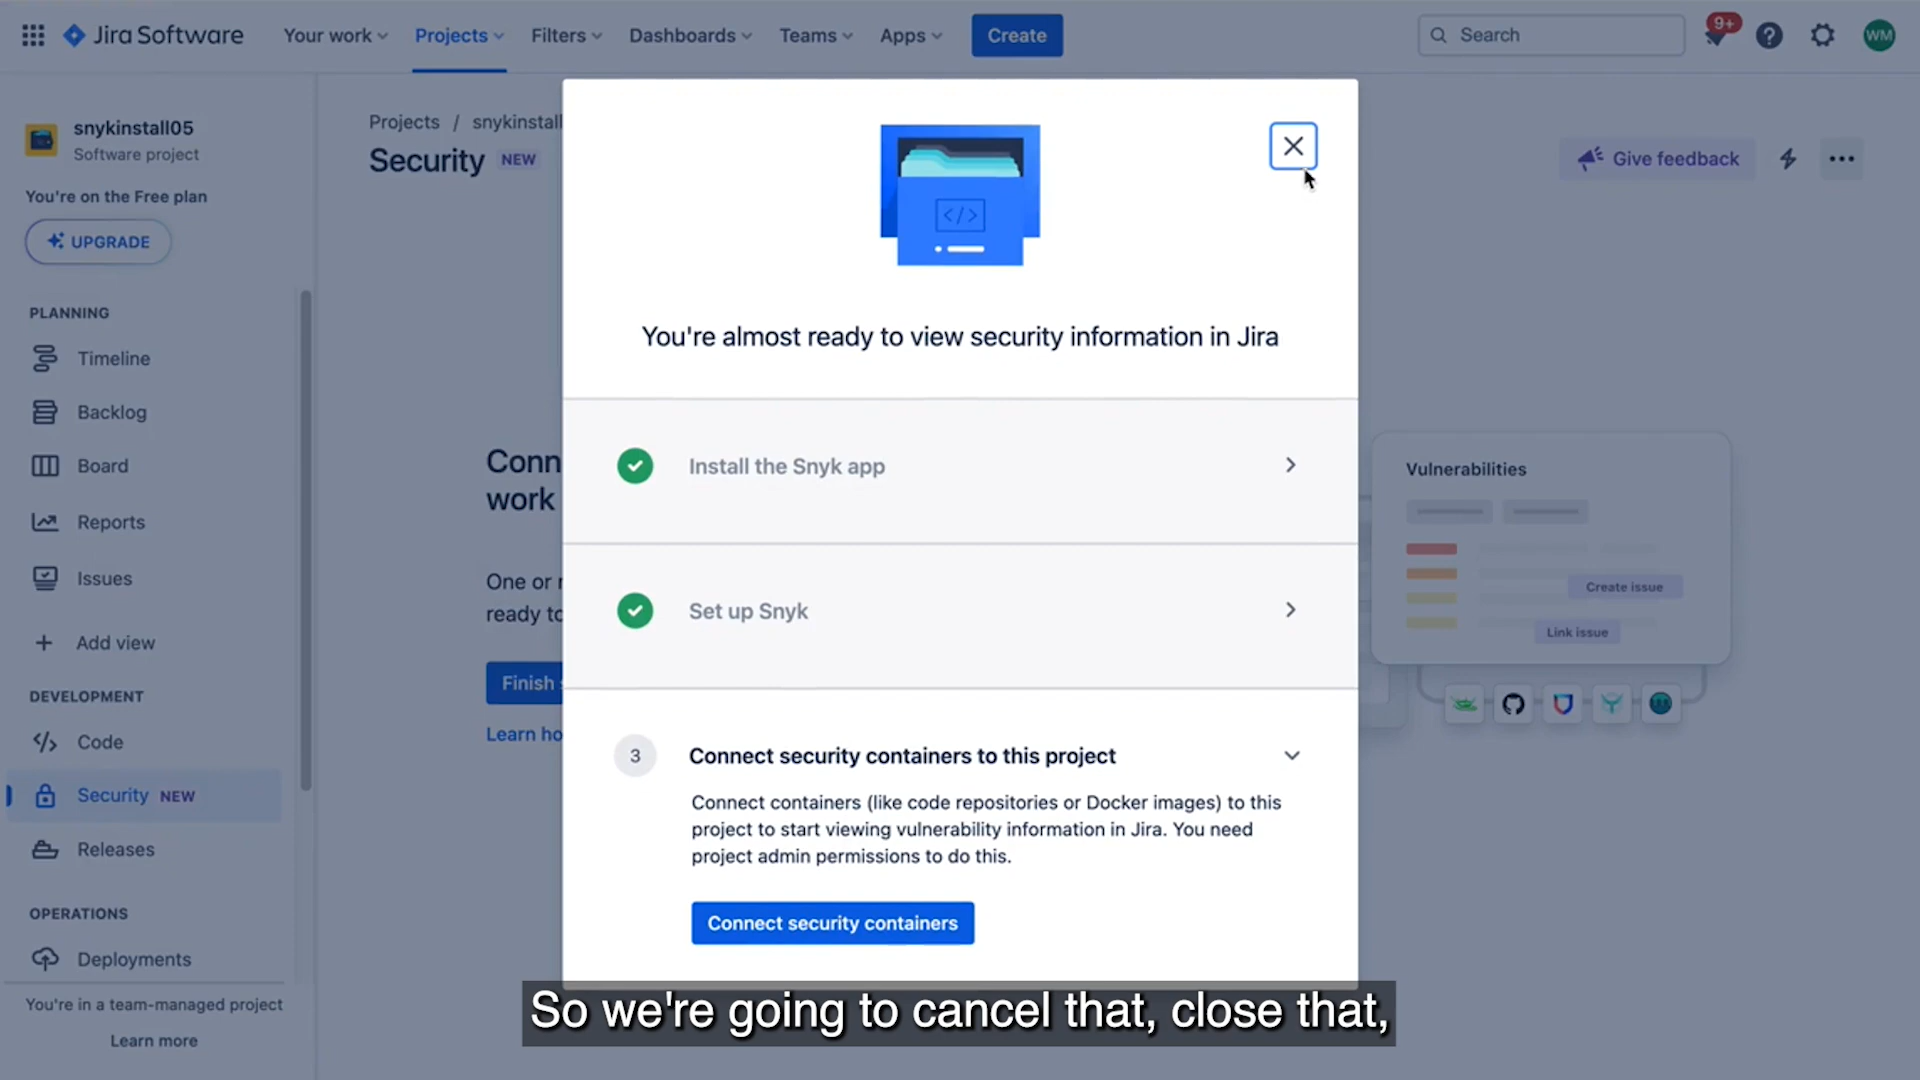 Jira Software
Your work
Projects
Filters
Dashboards
Teams
Apps
Create
Search
9+
WM
snykinstall05
Software project
You're on the Free plan
UPGRADE
PLANNING
Timeline
Backlog
Board
Reports
Issues
Add view
DEVELOPMENT
Code
Security NEW
Releases
OPERATIONS
Deployments
You're in a team-managed project
Learn more
Projects / snykinstall
Security NEW
Give feedback
Conn
work
One or
ready to
Finish
Learn ho
You're almost ready to view security information in Jira
Install the Snyk app
Set up Snyk
3 Connect security containers to this project
Connect containers (like code repositories or Docker images) to this
project to start viewing vulnerability information in Jira. You need
project admin permissions to do this.
Connect security containers
Vulnerabilities
Create issue
Link issue
So we're going to cancel that, close that,